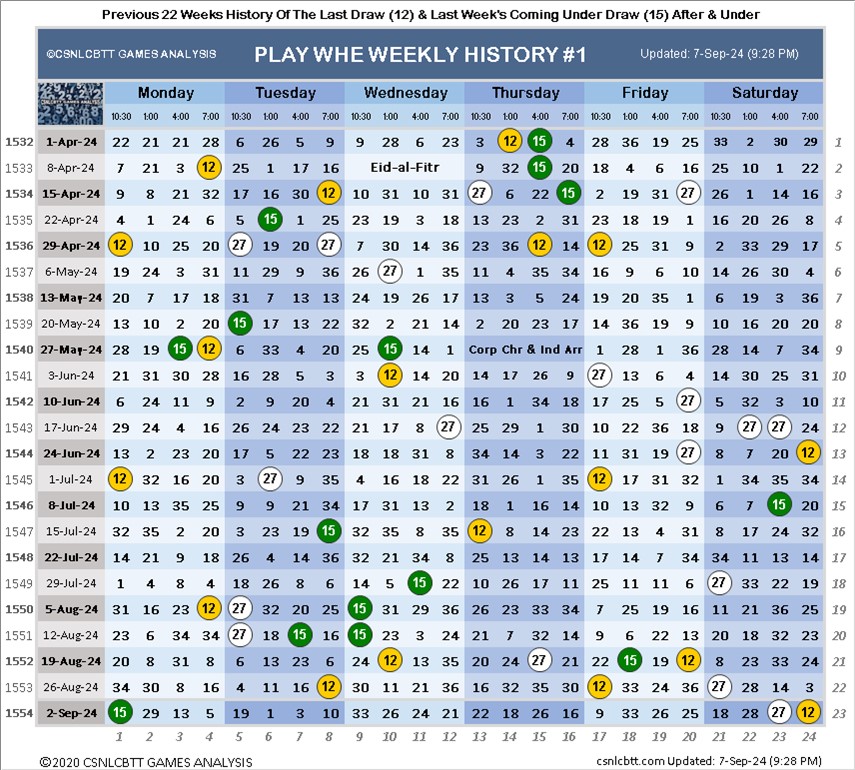 Previous 22 Weeks History Of The Last Draw (12) & Last Week's Coming Under Draw (15) After & Under
©CSNLCBTT GAMES ANALYSIS PLAY WHE WEEKLY HISTORY #1 Updated: 7-Sep-24 (9:28 PM)
CSNLCBTT GAMES ANALYSIS
Monday Tuesday Wednesday Thursday Friday Saturday
10:30 1:00 4:00 7:00 10:30 1:00 4:00 7:00 10:30 1:00 4:00 7:00 10:30 1:00 4:00 7:00 10:30 1:00 4:00 7:00 10:30 1:00 4:00 7:00
1532 1-Apr-24 22 21 21 28 6 26 5 9 9 28 6 23 3 12 15 4 28 36 19 25 33 2 30 29 1
1533 8-Apr-24 7 21 3 12 25 1 17 16 Eid-al-Fitr 9 32 15 20 18 4 6 16 25 10 1 22 2
1534 15-Apr-24 9 8 21 32 17 16 30 12 10 31 10 31 27 6 22 15 2 19 31 27 26 1 14 16 3
1535 22-Apr-24 4 1 24 6 5 15 1 25 23 19 3 18 13 23 2 31 23 18 19 1 16 20 26 8 4
1536 29-Apr-24 12 10 25 20 27 19 20 27 7 30 14 36 23 36 12 14 12 25 31 9 2 33 29 17 5
1537 6-May-24 19 24 3 31 11 29 9 36 26 27 1 35 11 4 35 34 16 9 6 10 14 26 30 4 6
1538 13-May-24 20 7 17 18 31 7 13 13 24 19 26 17 13 3 5 24 19 20 35 1 6 19 3 36 7
1539 20-May-24 13 10 2 20 15 17 13 22 32 2 21 14 2 20 23 17 14 36 19 9 10 16 20 20 8
1540 27-May-24 28 19 15 12 6 33 4 20 25 15 14 1 Corp Chr & Ind Arr 1 28 1 36 28 14 7 34 9
1541 3-Jun-24 21 31 30 28 16 28 5 3 3 12 14 20 14 17 26 9 27 13 6 4 14 30 25 31 10
1542 10-Jun-24 6 24 11 9 2 9 20 4 21 31 21 16 16 1 34 18 17 25 5 27 5 32 3 10 11
1543 17-Jun-24 29 24 4 16 26 24 23 22 21 17 8 27 25 29 1 30 10 22 36 18 9 27 27 24 12
1544 24-Jun-24 13 2 23 20 17 5 22 23 18 31 9 8 34 14 3 22 11 31 19 27 8 7 20 12 13
1545 1-Jul-24 12 32 16 20 3 27 9 35 4 16 18 22 31 26 1 35 12 17 31 32 1 34 35 34 14
1546 8-Jul-24 10 13 35 25 9 9 21 34 17 31 13 2 18 1 16 14 10 13 32 9 6 7 15 20 15
1547 15-Jul-24 32 35 2 20 3 23 19 15 32 35 8 35 12 8 14 23 22 13 4 31 8 17 24 32 16
1548 22-Jul-24 14 21 9 18 26 4 14 36 32 21 34 8 25 13 14 13 17 14 7 34 34 11 13 14 17
1549 29-Jul-24 1 4 8 4 18 26 8 6 14 5 15 22 10 26 17 11 25 11 11 6 27 33 22 19 18
1550 5-Aug-24 31 16 23 12 27 32 20 25 15 31 29 36 26 23 33 34 7 25 19 16 11 21 36 25 19
1551 12-Aug-24 23 6 34 34 27 18 15 16 15 23 3 24 21 7 32 14 9 6 22 13 20 18 32 23 20
1552 19-Aug-24 20 8 31 8 6 13 23 6 24 12 13 35 20 24 27 21 22 15 19 12 8 23 33 24 21
1553 26-Aug-24 34 30 8 16 4 11 16 12 30 11 21 36 16 32 35 30 12 33 24 36 27 28 14 3 22
1554 2-Sep-24 15 29 13 5 19 1 3 10 33 26 24 21 22 18 26 16 9 33 26 25 18 28 27 12 23
1 2 3 4 5 6 7 8 9 10 11 12 13 14 15 16 17 18 19 20 21 22 23 24
©2020 CSNLCBTT GAMES ANALYSIS csnlcbtt.com Updated: 7-Sep-24 (9:28 PM)